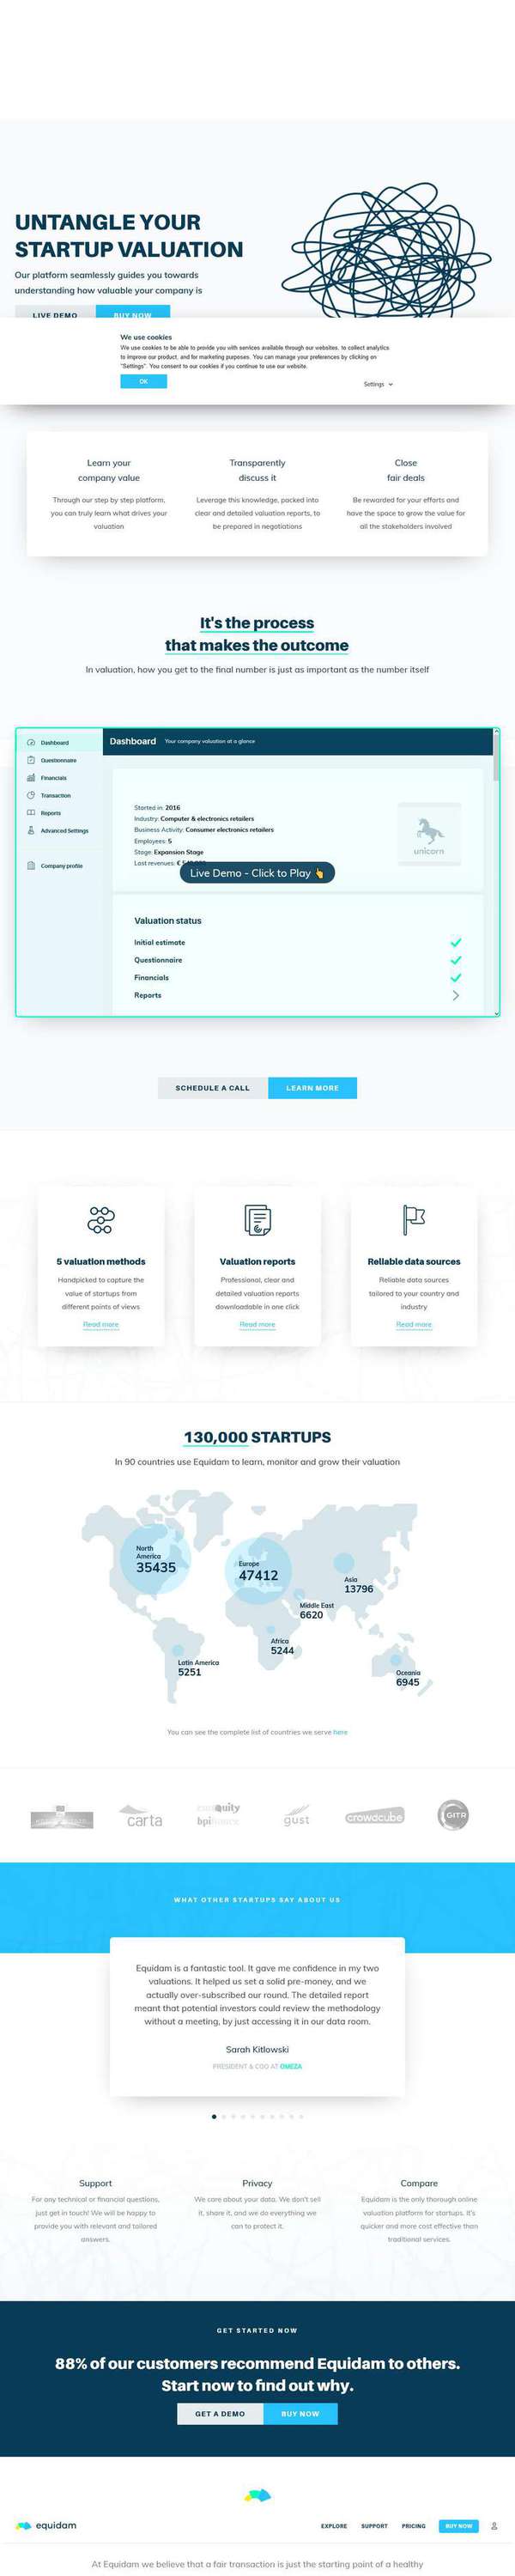 UNTANGLE YOUR
STARTUP VALUATION
Our platform seamlessly guides you towards
understanding how valuable your company is
LIVE DEMO BUY NOW
We use cookies
We use cookies to be able to provide you with services available through our websites, to collect analytics
to improve our product, and for marketing purposes. You can manage your preferences by clicking on
"Settings". You consent to our cookies if you continue to use our website.
OK
Settings
Learn your
company value
Through our step by step platform,
you can truly learn what drives your
valuation
Transparently
discuss it
Leverage this knowledge, packed into
clear and detailed valuation reports, to
be prepared in negotiations
Close
fair deals
Be rewarded for your efforts and
have the space to grow the value for
all the stakeholders involved
It's the process
that makes the outcome
In valuation, how you get to the final number is just as important as the number itself
Dashboard
Questionnaire
Financials
Transaction
Reports
Advanced Settings
Company profile
Dashboard Your company valuation at a glance
Started in: 2016
Industry: Computer & electronics retailers
Business Activity: Consumer electronics retailers
Employees: 5
Stage: Expansion Stage
Last revenues: €
unicorn
Live Demo - Click to Play
Valuation status
Initial estimate
Questionnaire
Financials
Reports
SCHEDULE A CALL LEARN MORE
5 valuation methods
Handpicked to capture the
value of startups from
different points of views
Read more
Valuation reports
Professional, clear and
detailed valuation reports
downloadable in one click
Read more
Reliable data sources
Reliable data sources
tailored to your country and
industry
Read more
130,000 STARTUPS
In 90 countries use Equidam to learn, monitor and grow their valuation
North
America
35435
Europe
47412
Asia
13796
Middle East
6620
Africa
5244
Latin America
5251
Oceania
6945
You can see the complete list of countries we serve here
carta
quity
bpi
gust
crowdcube
GITR
WHAT OTHER STARTUPS SAY ABOUT US
Equidam is a fantastic tool. It gave me confidence in my two
valuations. It helped us set a solid pre-money, and we
actually over-subscribed our round. The detailed report
meant that potential investors could review the methodology
without a meeting, by just accessing it in our data room.
Sarah Kitlowski
PRESIDENT & COO AT OMEZA
Support
For any technical or financial questions,
just get in touch! We will be happy to
provide you with relevant and tailored
answers.
Privacy
We care about your data. We don't sell
it, share it, and we do everything we
can to protect it.
Compare
Equidam is the only thorough online
valuation platform for startups. It's
quicker and more cost effective than
traditional services.
GET STARTED NOW
88% of our customers recommend Equidam to others.
Start now to find out why.
GET A DEMO BUY NOW
equidam
EXPLORE SUPPORT PRICING BUY NOW
At Equidam we believe that a fair transaction is just the starting point of a healthy